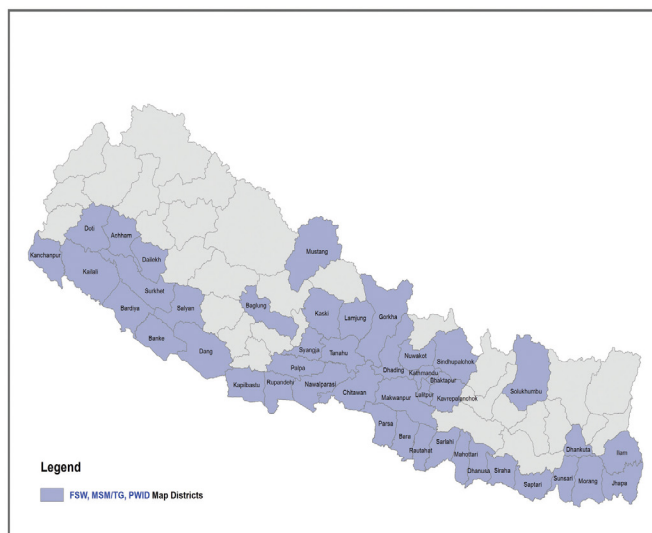 Mustang
Doti
Achham
Dailekh
Kanchanpur
Kailali
Surkhet
Salyan
Bardiya
Banke
Dang
Baglung
Kaski
Lamjung
Gorkha
Syangja
Tanahu
Palpa
Kapilbastu
Rupandehi
Nawalparasi
Chitawan
Nuwakot
Sindhupalchok
Dhading
Kathmandu
Bhaktapur
Lalitpur
Kavrepalanchok
Makwanpur
Solukhumbu
Parsa
Bara
Rautahat
Sarlahi
Mahottari
Dhanusa
Siraha
Saptari
Sunsari
Morang
Jhapa
Dhankuta
Ilam
Legend
FSW, MSM/TG, PWID Map Districts